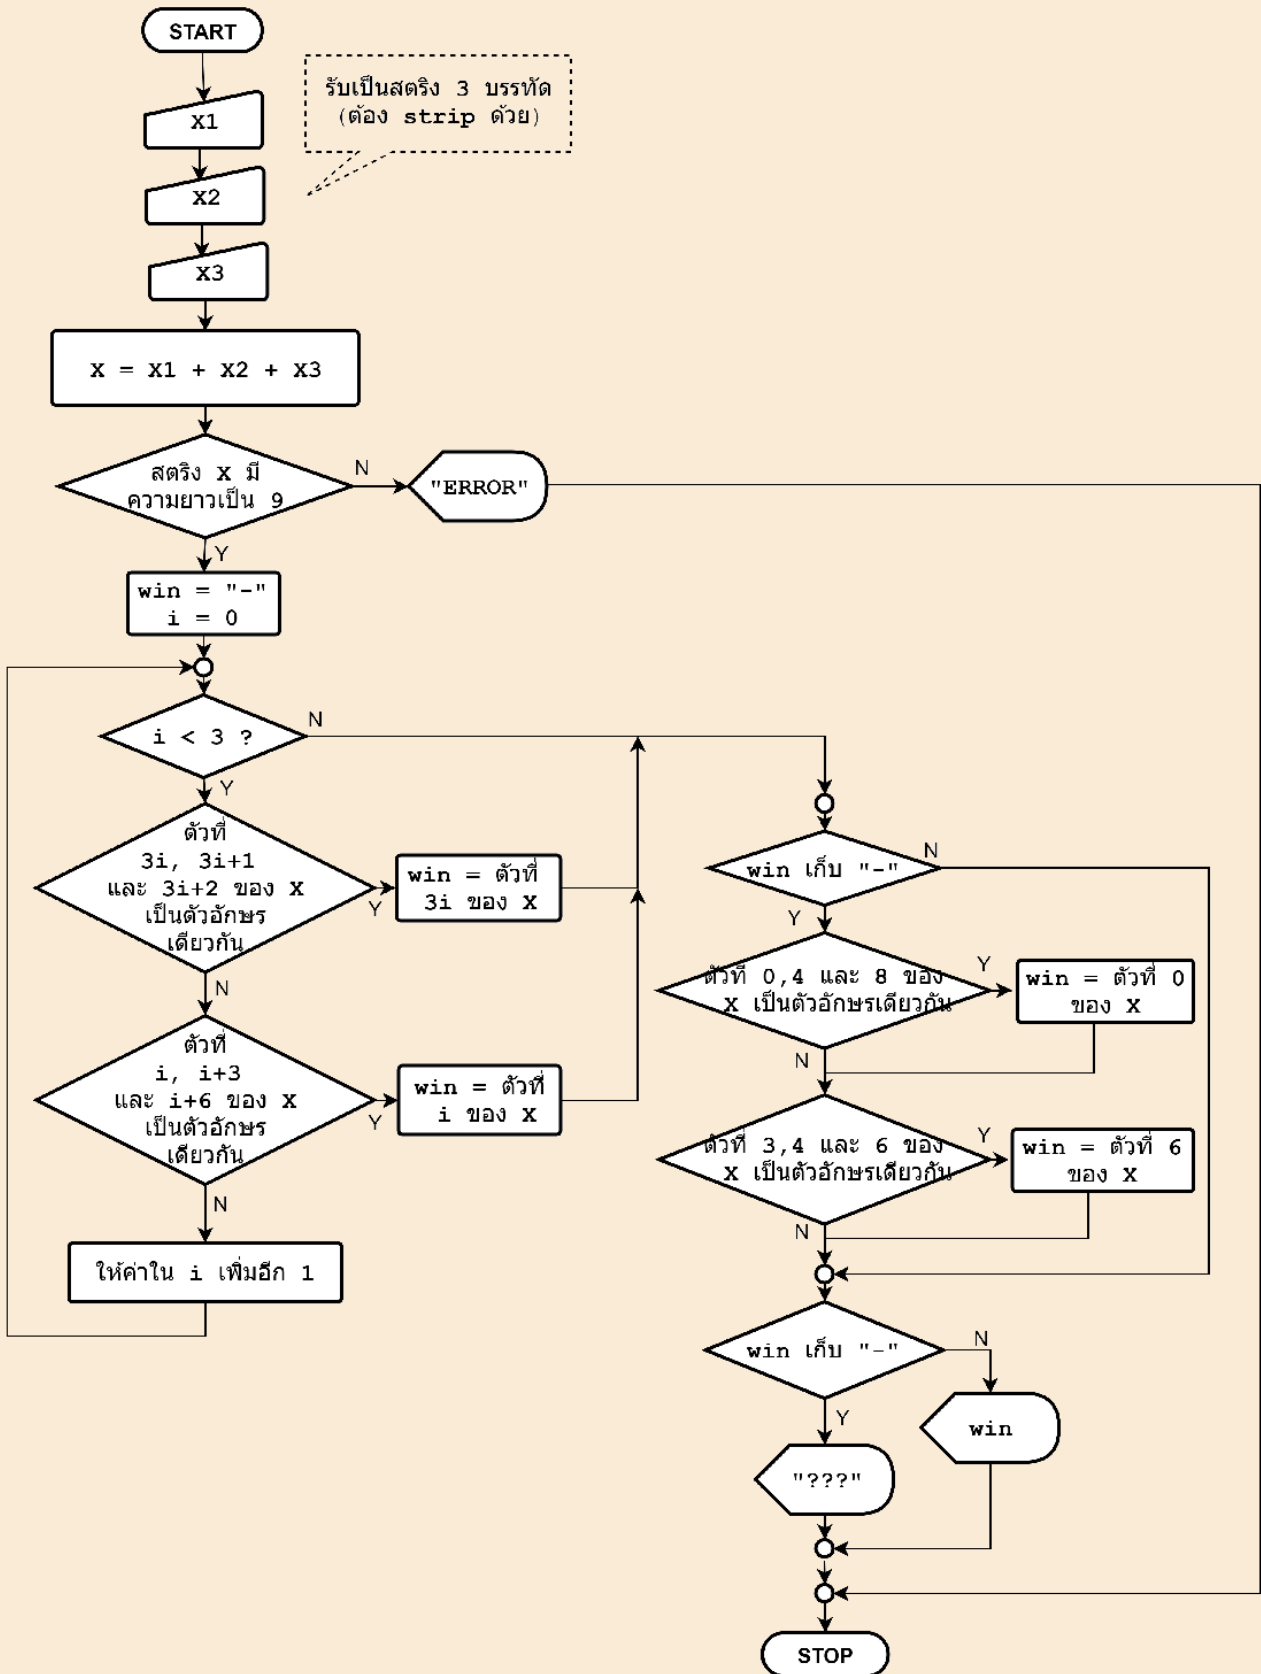 START
รับเป็นสตริง 3 บรรทัด
(ต้อง strip ด้วย)
X1
X2
X3
X = X1 + X2 + X3
สตริง X มี
ความยาวเป็น 9
N
"ERROR"
Y
win = "-"
i = 0
i < 3 ?
N
Y
ตัวที่
3i, 3i+1
และ 3i+2 ของ X
เป็นตัวอักษร
เดียวกัน
Y
win = ตัวที่
3i ของ X
N
ตัวที่
i, i+3
และ i+6 ของ X
เป็นตัวอักษร
เดียวกัน
Y
win = ตัวที่
i ของ X
N
ให้ค่าใน i เพิ่มอีก 1
win เก็บ "-"
N
Y
ตัวที่ 0,4 และ 8 ของ
X เป็นตัวอักษรเดียวกัน
Y
win = ตัวที่ 0
ของ X
N
ตัวที่ 3,4 และ 6 ของ
X เป็นตัวอักษรเดียวกัน
Y
win = ตัวที่ 6
ของ X
N
win เก็บ "-"
N
win
Y
"???"
STOP